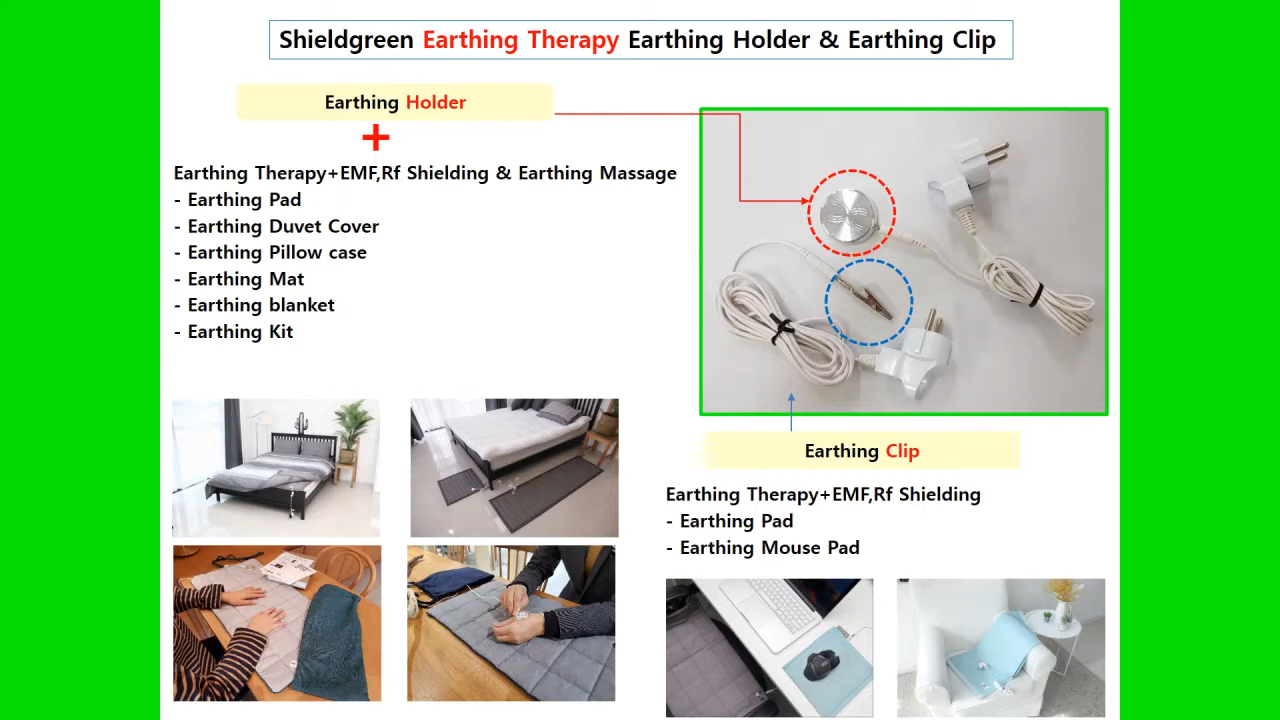 Shieldgreen Earthing Therapy Earthing Holder & Earthing Clip
Earthing Holder
+
Earthing Therapy+EMF,Rf Shielding & Earthing Massage
- Earthing Pad
- Earthing Duvet Cover
- Earthing Pillow case
- Earthing Mat
- Earthing blanket
- Earthing Kit
Earthing Clip
Earthing Therapy+EMF,Rf Shielding
- Earthing Pad
- Earthing Mouse Pad